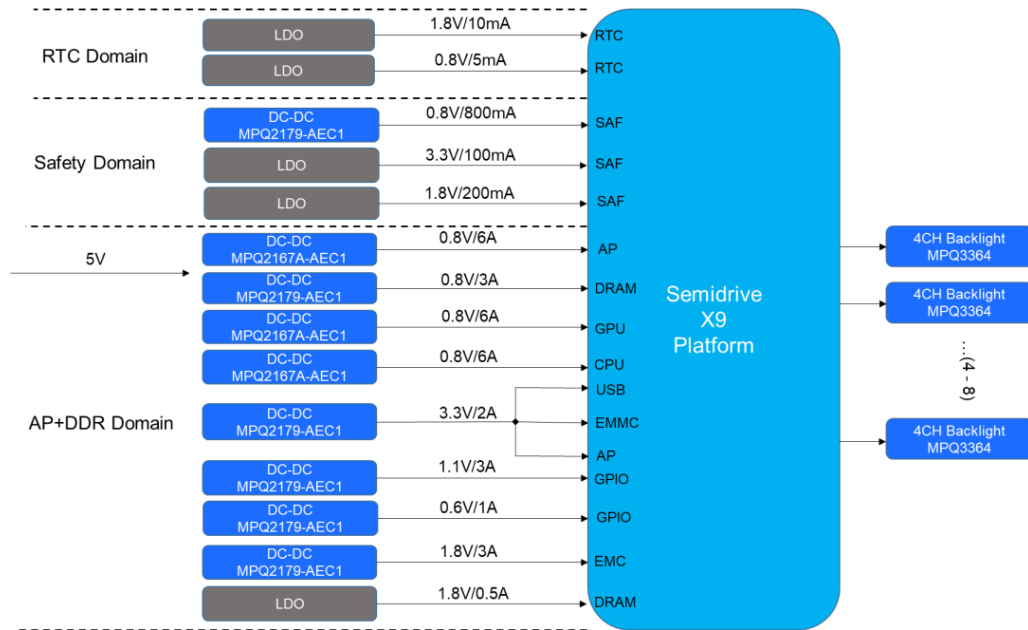 RTC Domain
LDO
1.8V/10mA
RTC
LDO
0.8V/5mA
RTC
Safety Domain
DC-DC
MPQ2179-AEC1
0.8V/800mA
SAF
LDO
3.3V/100mA
SAF
LDO
1.8V/200mA
SAF
5V
AP+DDR Domain
DC-DC
MPQ2167A-AEC1
0.8V/6A
AP
DC-DC
MPQ2179-AEC1
0.8V/3A
DRAM
DC-DC
MPQ2167A-AEC1
0.8V/6A
GPU
DC-DC
MPQ2167A-AEC1
0.8V/6A
CPU
DC-DC
MPQ2179-AEC1
3.3V/2A
USB
EMMC
AP
DC-DC
MPQ2179-AEC1
1.1V/3A
GPIO
DC-DC
MPQ2179-AEC1
0.6V/1A
GPIO
DC-DC
MPQ2179-AEC1
1.8V/3A
EMC
LDO
1.8V/0.5A
DRAM
Semidrive
X9
Platform
4CH Backlight
MPQ3364
4CH Backlight
MPQ3364
...(4 - 8)
4CH Backlight
MPQ3364